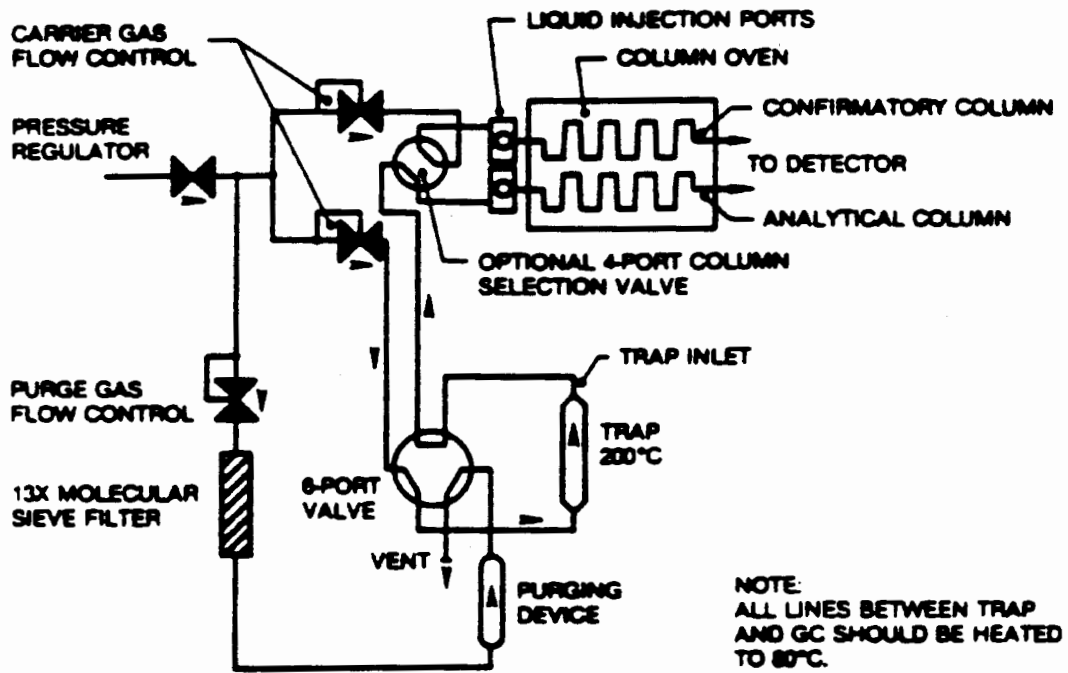 CARRIER GAS
FLOW CONTROL
LIQUID INJECTION PORTS
COLUMN OVEN
CONFIRMATORY COLUMN
TO DETECTOR
ANALYTICAL COLUMN
PRESSURE
REGULATOR
OPTIONAL 4-PORT COLUMN
SELECTION VALVE
TRAP INLET
PURGE GAS
FLOW CONTROL
TRAP
200°C
13X MOLECULAR
SIEVE FILTER
6-PORT
VALVE
VENT
PURGING
DEVICE
NOTE:
ALL LINES BETWEEN TRAP
AND GC SHOULD BE HEATED
TO 80°C.